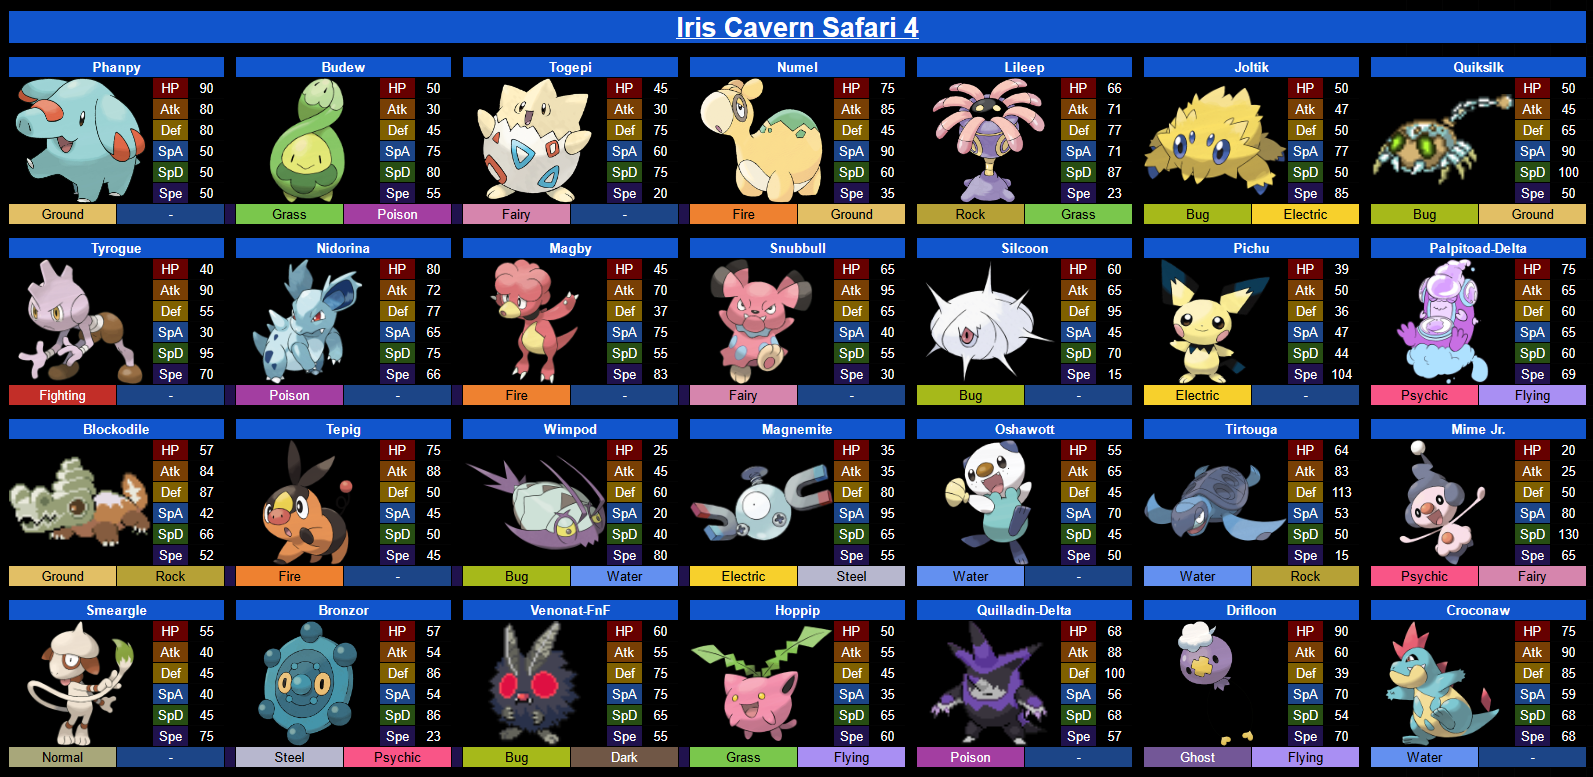 Iris Cavern Safari 4
Phanpy Budew Togepi Numel Lileep Joltik Quiksilk
HP 90 HP 50 HP 45 HP 75 HP 66 HP 50 HP 50
Atk 80 Atk 30 Atk 30 Atk 85 Atk 71 Atk 47 Atk 45
Def 80 Def 45 Def 75 Def 45 Def 77 Def 50 Def 65
SpA 50 SpA 75 SpA 60 SpA 90 SpA 71 SpA 77 SpA 90
SpD 50 SpD 80 SpD 75 SpD 60 SpD 87 SpD 50 SpD 100
Spe 50 Spe 55 Spe 20 Spe 35 Spe 23 Spe 85 Spe 50
Ground - Grass Poison Fairy - Fire Ground Rock Grass Bug Electric Bug Ground
Tyrogue Nidorina Magby Snubbull Silcoon Pichu Palpitoad-Delta
HP 40 HP 80 HP 45 HP 65 HP 60 HP 39 HP 75
Atk 90 Atk 72 Atk 70 Atk 95 Atk 65 Atk 50 Atk 65
Def 55 Def 77 Def 37 Def 65 Def 95 Def 36 Def 60
SpA 30 SpA 65 SpA 75 SpA 40 SpA 45 SpA 47 SpA 65
SpD 95 SpD 75 SpD 55 SpD 55 SpD 70 SpD 44 SpD 60
Spe 70 Spe 66 Spe 83 Spe 30 Spe 15 Spe 104 Spe 69
Fighting - Poison - Fire - Fairy - Bug - Electric - Psychic Flying
Blockodile Tepig Wimpod Magnemite Oshawott Tirtouga Mime Jr.
HP 57 HP 75 HP 25 HP 35 HP 55 HP 64 HP 20
Atk 84 Atk 88 Atk 45 Atk 35 Atk 65 Atk 83 Atk 25
Def 87 Def 50 Def 60 Def 80 Def 45 Def 113 Def 50
SpA 42 SpA 45 SpA 20 SpA 95 SpA 70 SpA 53 SpA 80
SpD 66 SpD 50 SpD 40 SpD 65 SpD 45 SpD 50 SpD 130
Spe 52 Spe 45 Spe 80 Spe 55 Spe 50 Spe 15 Spe 65
Ground Rock Fire - Bug Water Electric Steel Water - Water Rock Psychic Fairy
Smeargle Bronzor Venonat-FnF Hoppip Quilladin-Delta Drifloon Croconaw
HP 55 HP 57 HP 60 HP 50 HP 68 HP 90 HP 75
Atk 40 Atk 54 Atk 55 Atk 55 Atk 88 Atk 60 Atk 90
Def 45 Def 86 Def 75 Def 45 Def 100 Def 39 Def 85
SpA 40 SpA 54 SpA 75 SpA 35 SpA 56 SpA 70 SpA 59
SpD 45 SpD 86 SpD 65 SpD 65 SpD 68 SpD 54 SpD 68
Spe 75 Spe 23 Spe 55 Spe 60 Spe 57 Spe 70 Spe 68
Normal - Steel Psychic Bug Dark Grass Flying Poison - Ghost Flying Water -